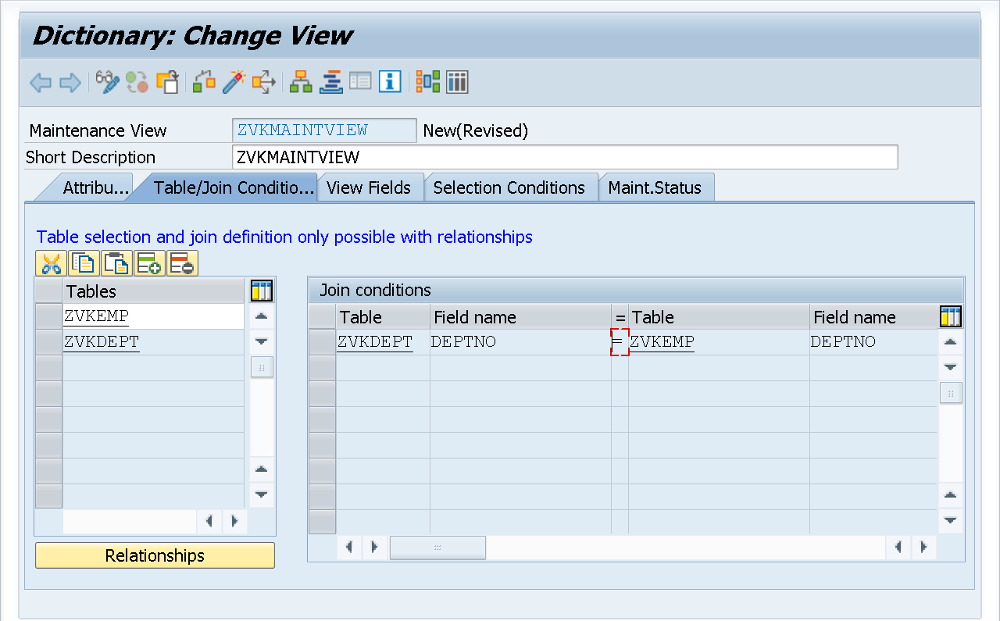 Dictionary: Change View
Maintenance View ZVKMAINTVIEW New(Revised)
Short Description ZVKMAINTVIEW
Attribu... Table/Join Conditio... View Fields Selection Conditions Maint.Status
Table selection and join definition only possible with relationships
Tables
ZVKEMP
ZVKDEPT
Relationships
Join conditions
Table Field name = Table Field name
ZVKDEPT DEPTNO = ZVKEMP DEPTNO